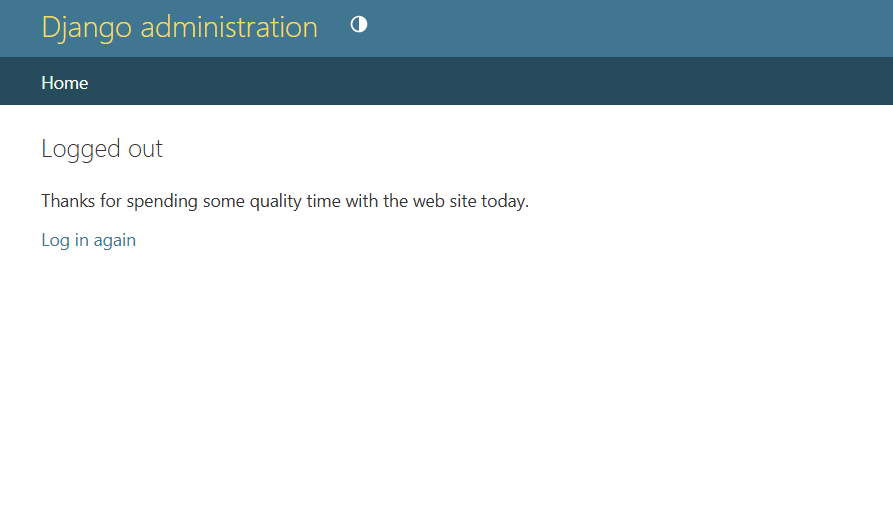 Django administration
Home
Logged out
Thanks for spending some quality time with the web site today.
Log in again